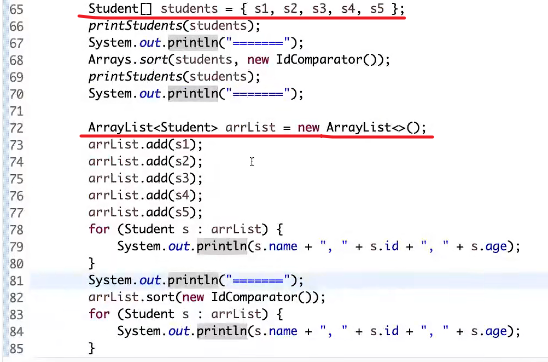 65 Student[] students = { s1, s2, s3, s4, s5 };
66 printStudents(students);
67 System.out.println("=======");
68 Arrays.sort(students, new IdComparator());
69 printStudents(students);
70 System.out.println("=======");
71
72 ArrayList<Student> arrList = new ArrayList<>();
73 arrList.add(s1);
74 arrList.add(s2);
75 arrList.add(s3);
76 arrList.add(s4);
77 arrList.add(s5);
78 for (Student s : arrList) {
79 System.out.println(s.name + ", " + s.id + ", " + s.age);
80 }
81 System.out.println("=======");
82 arrList.sort(new IdComparator());
83 for (Student s : arrList) {
84 System.out.println(s.name + ", " + s.id + ", " + s.age);
85 }